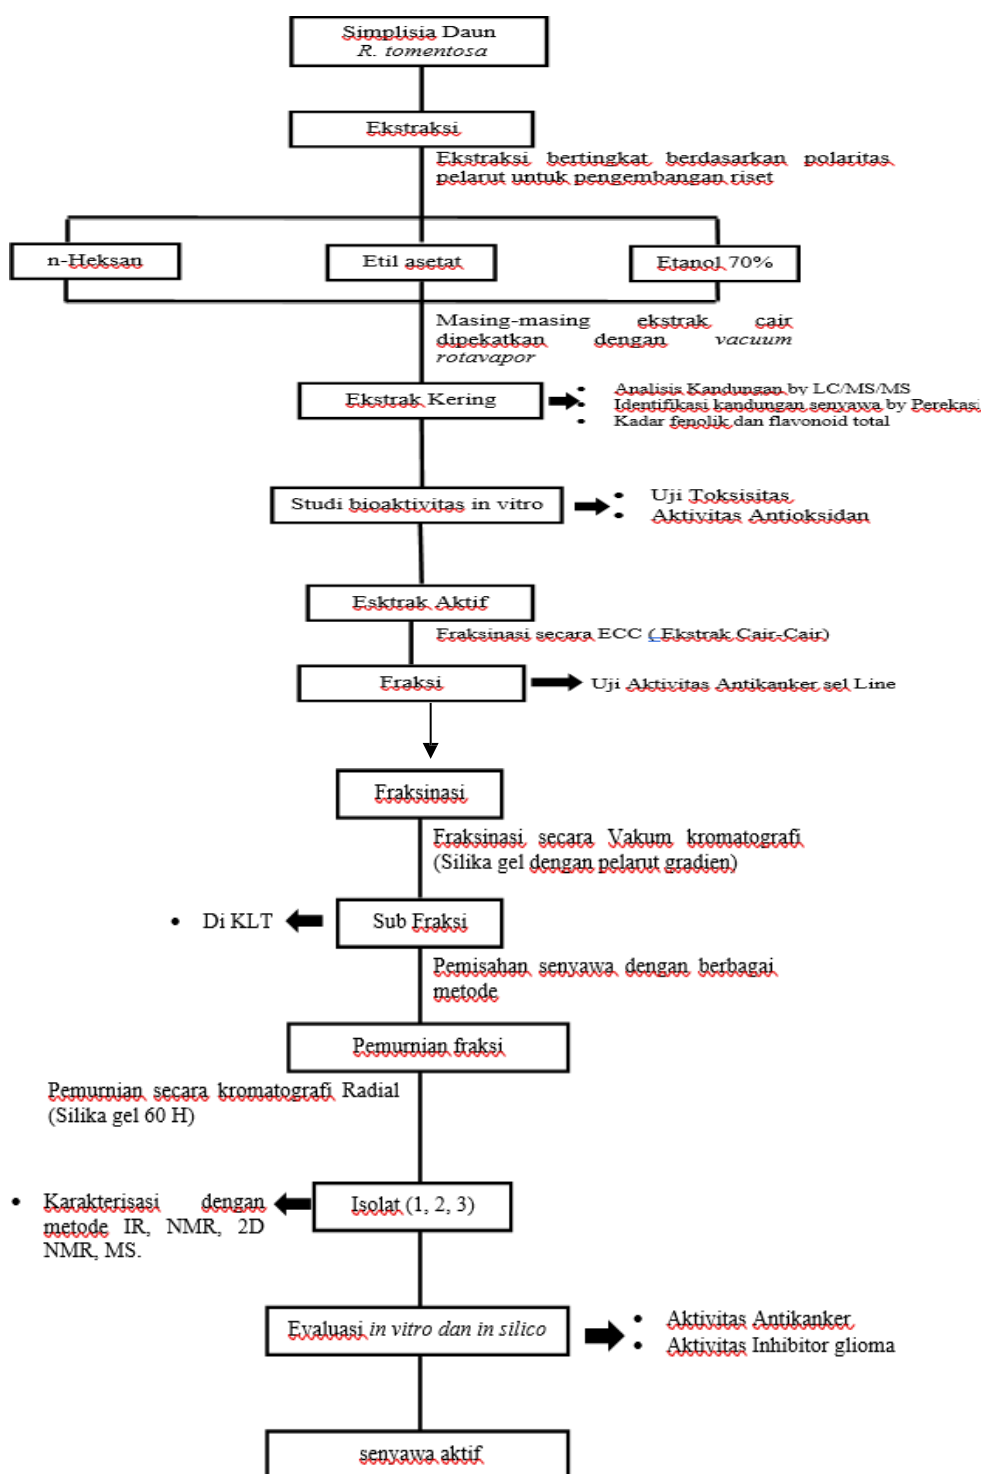 Simplisia Daun
R. tomentosa
Ekstraksi
Ekstraksi bertingkat berdasarkan polaritas
pelarut untuk pengembangan riset
n-Heksan
Etil asetat
Etanol 70%
Masing-masing ekstrak cair
dipekatkan dengan vacuum
rotavapor
Ekstrak Kering
• Analisis Kandungan by LC/MS/MS
• Identifikasi kandungan senyawa by Perekasi
• Kadar fenolik dan flavonoid total
Studi bioaktivitas in vitro
• Uji Toksisitas
• Aktivitas Antioksidan
Esktrak Aktif
Fraksinasi secara ECC ( Ekstrak Cair-Cair)
Fraksi
Uji Aktivitas Antikanker sel Line
Fraksinasi
Fraksinasi secara Vakum kromatografi
(Silika gel dengan pelarut gradien)
• Di KLT
Sub Fraksi
Pemisahan senyawa dengan berbagai
metode
Pemurnian fraksi
Pemurnian secara kromatografi Radial
(Silika gel 60 H)
Isolat (1, 2, 3)
• Karakterisasi dengan
metode IR, NMR, 2D
NMR, MS.
Evaluasi in vitro dan in silico
• Aktivitas Antikanker
• Aktivitas Inhibitor glioma
senyawa aktif